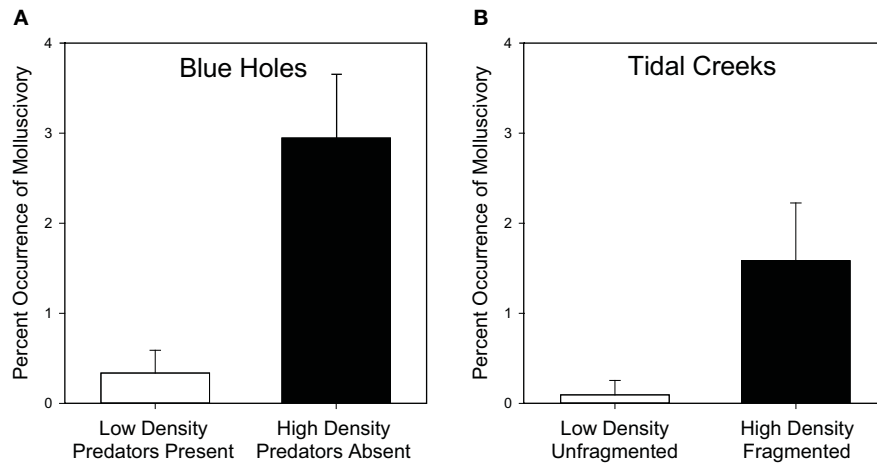 A
Blue Holes
Percent Occurrence of Molluscivory
4
3
2
1
0
Low Density
Predators Present
High Density
Predators Absent
B
Tidal Creeks
Percent Occurrence of Molluscivory
4
3
2
1
0
Low Density
Unfragmented
High Density
Fragmented